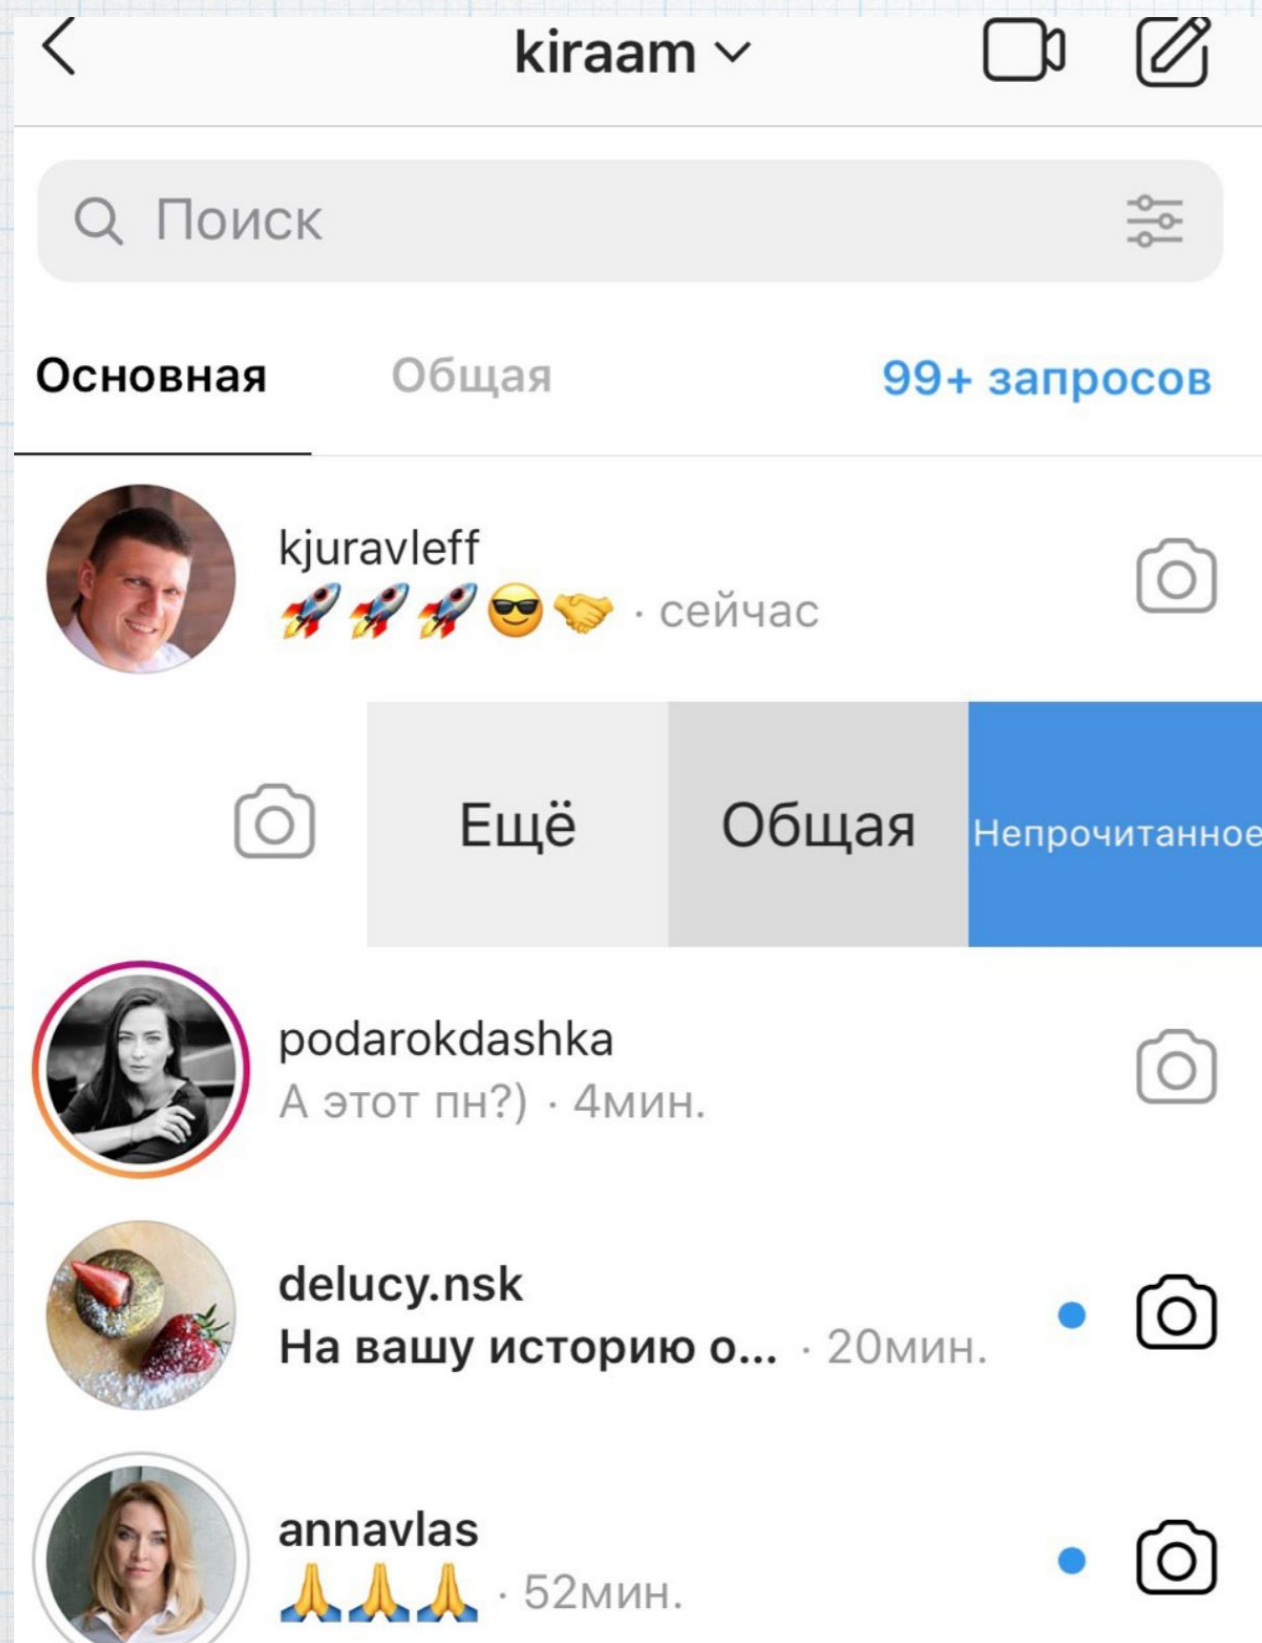 kiraam
Поиск
Основная Общая 99+ запросов
kjuravleff
🚀🚀🚀😎🤝 · сейчас
Ещё Общая Непрочитанное
podarokdashka
А этот пн?) · 4мин.
delucy.nsk
На вашу историю о... · 20мин.
annavlas
🙏🙏🙏 · 52мин.